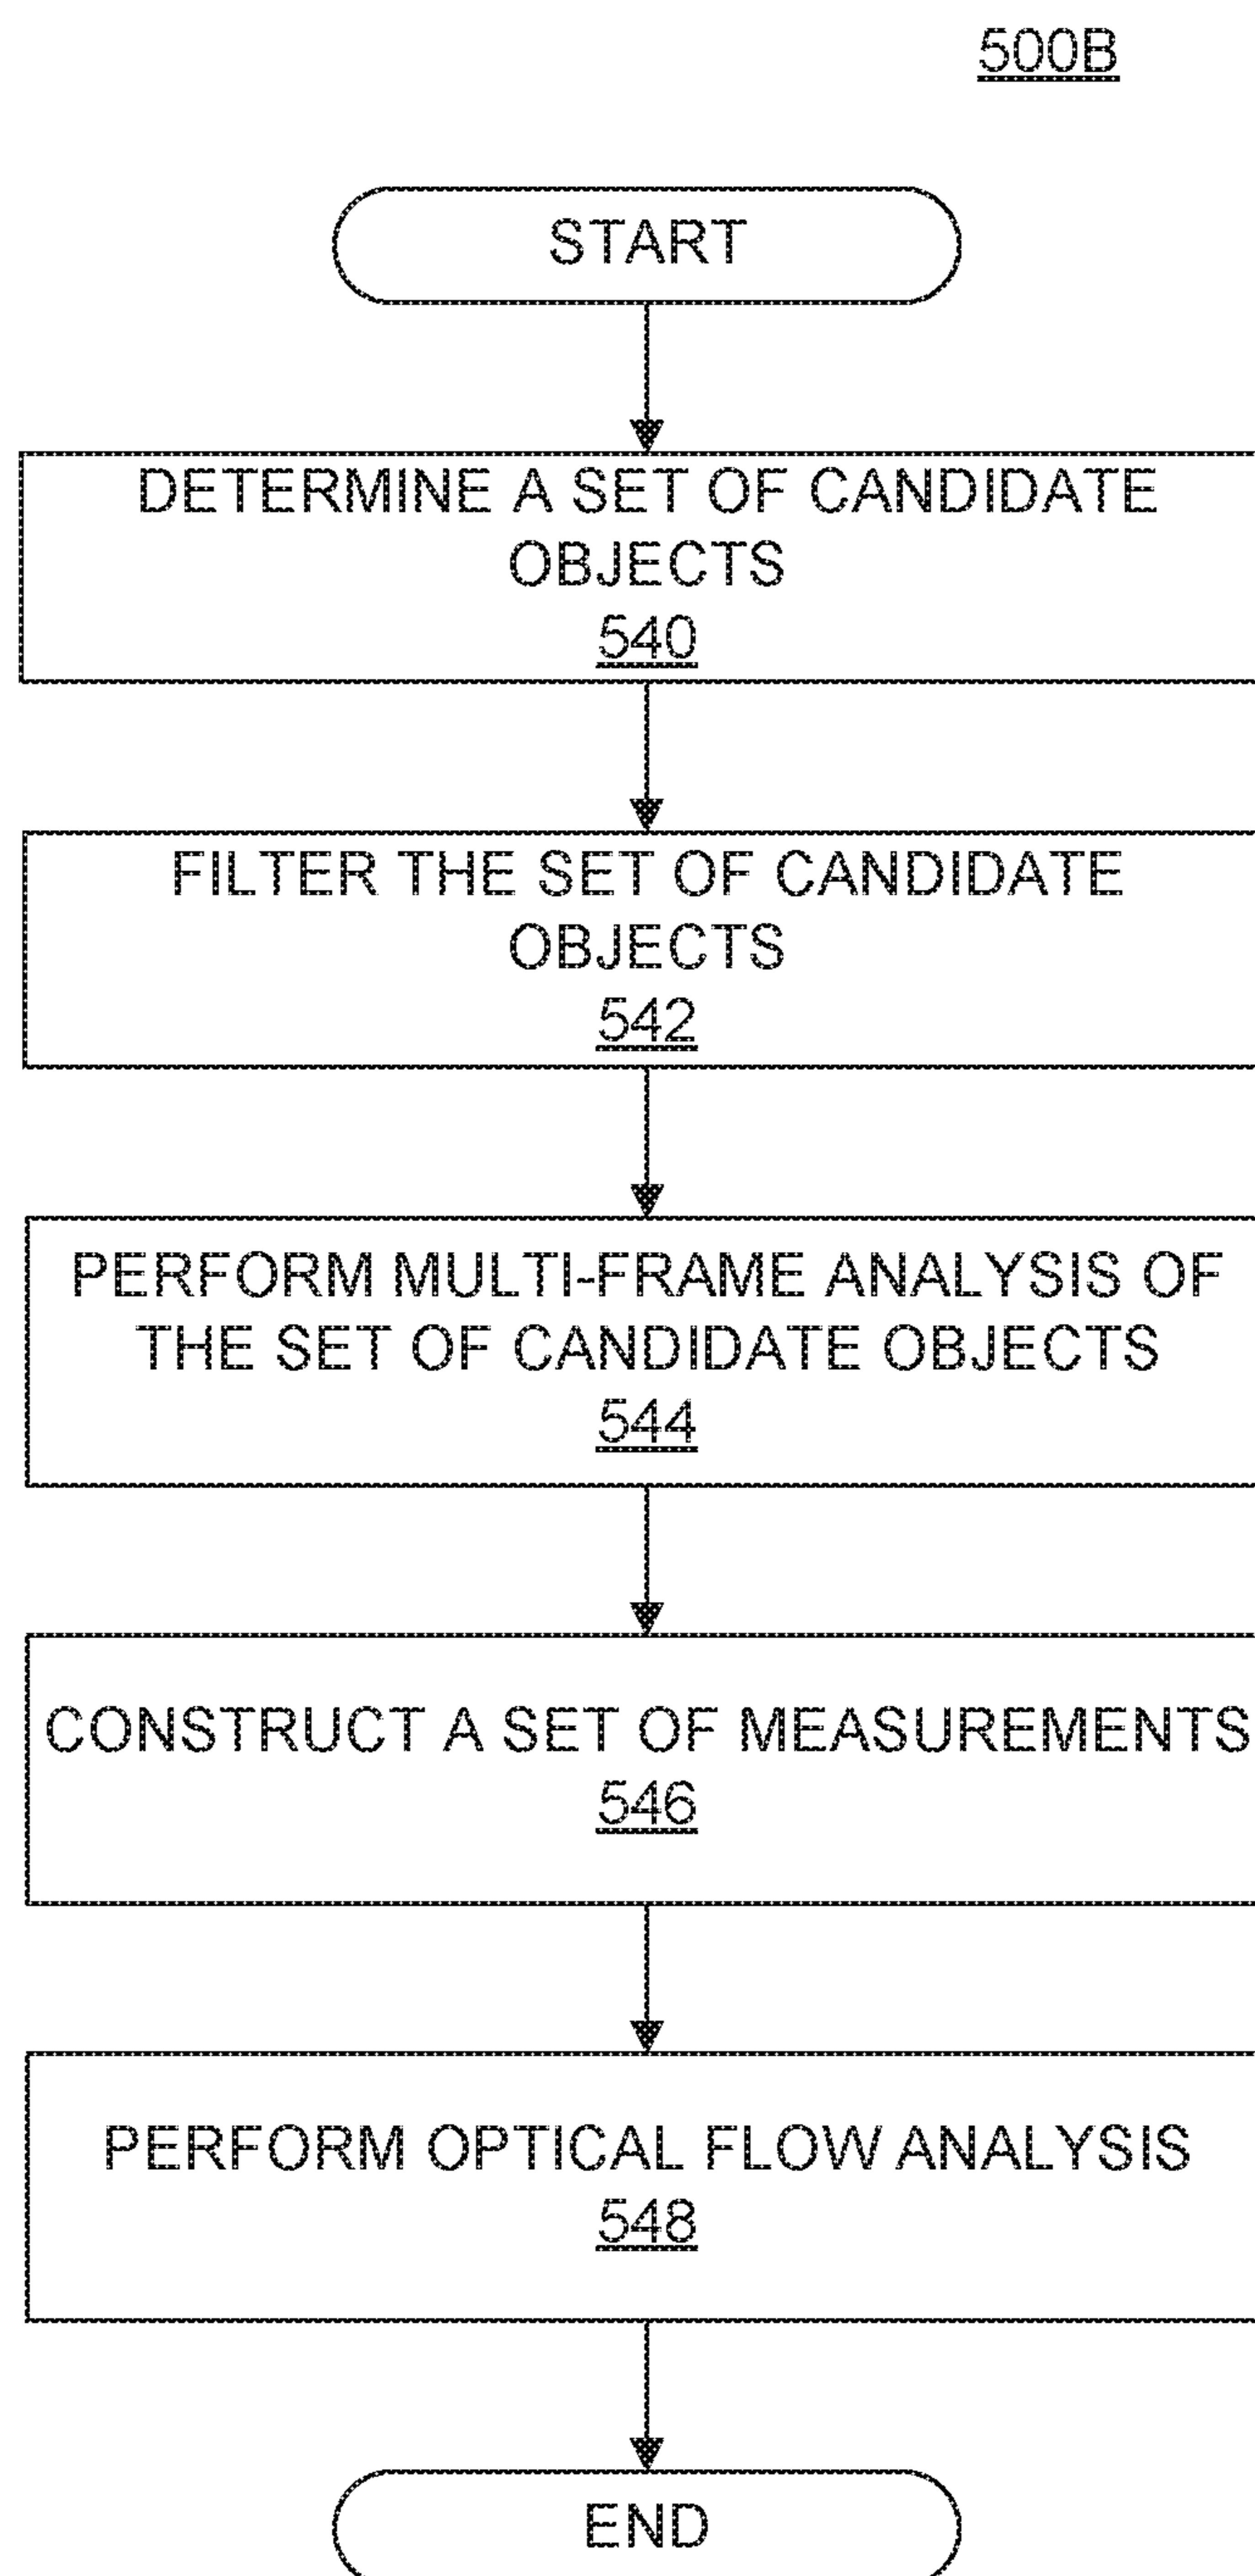 500B
START
DETERMINE A SET OF CANDIDATE
OBJECTS
540
FILTER THE SET OF CANDIDATE
OBJECTS
542
PERFORM MULTI-FRAME ANALYSIS OF
THE SET OF CANDIDATE OBJECTS
544
CONSTRUCT A SET OF MEASUREMENTS
546
PERFORM OPTICAL FLOW ANALYSIS
548
END